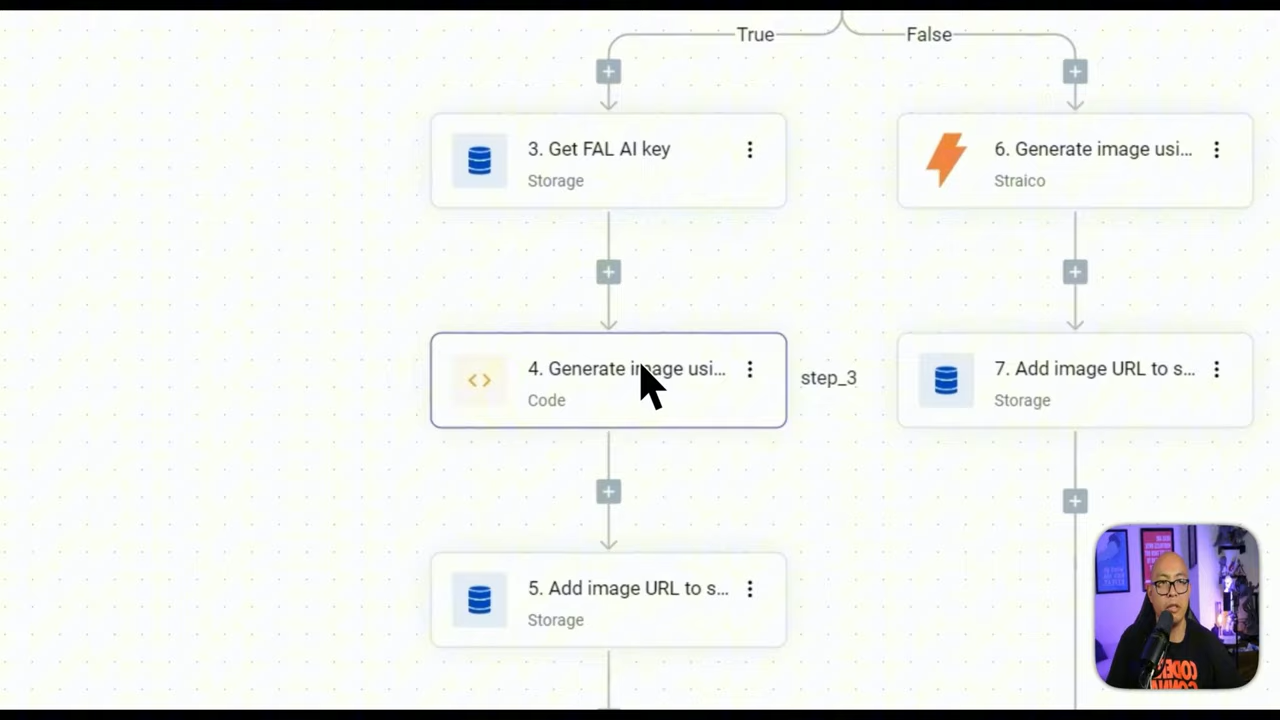 True
False
3. Get FAL AI key
Storage
6. Generate image usi...
Straico
4. Generate image usi...
Code
step_3
7. Add image URL to s...
Storage
5. Add image URL to s...
Storage